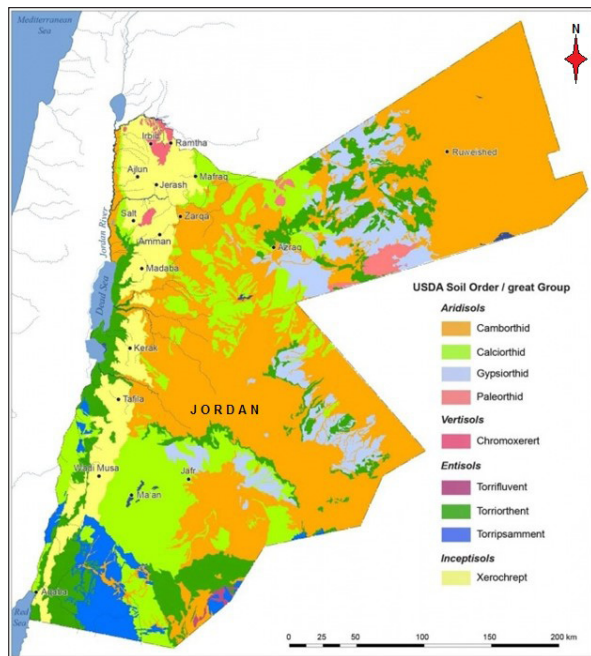 Mediterranean
Sea
N
Irbid
Ramtha
Ajlun
Jerash
Mafraq
Ruweished
Salt
Zarqa
Amman
Azraq
Jordan River
Madaba
Dead Sea
Kerak
Tafila
JORDAN
Wadi Musa
Jafr
Ma'an
Aqaba
Red
Sea
USDA Soil Order / great Group
Aridisols
Camborthid
Calciorthid
Gypsiorthid
Paleorthid
Vertisols
Chromoxerert
Entisols
Torrifluvent
Torriorthent
Torripsamment
Inceptisols
Xerochrept
0 50 100 150 200 km